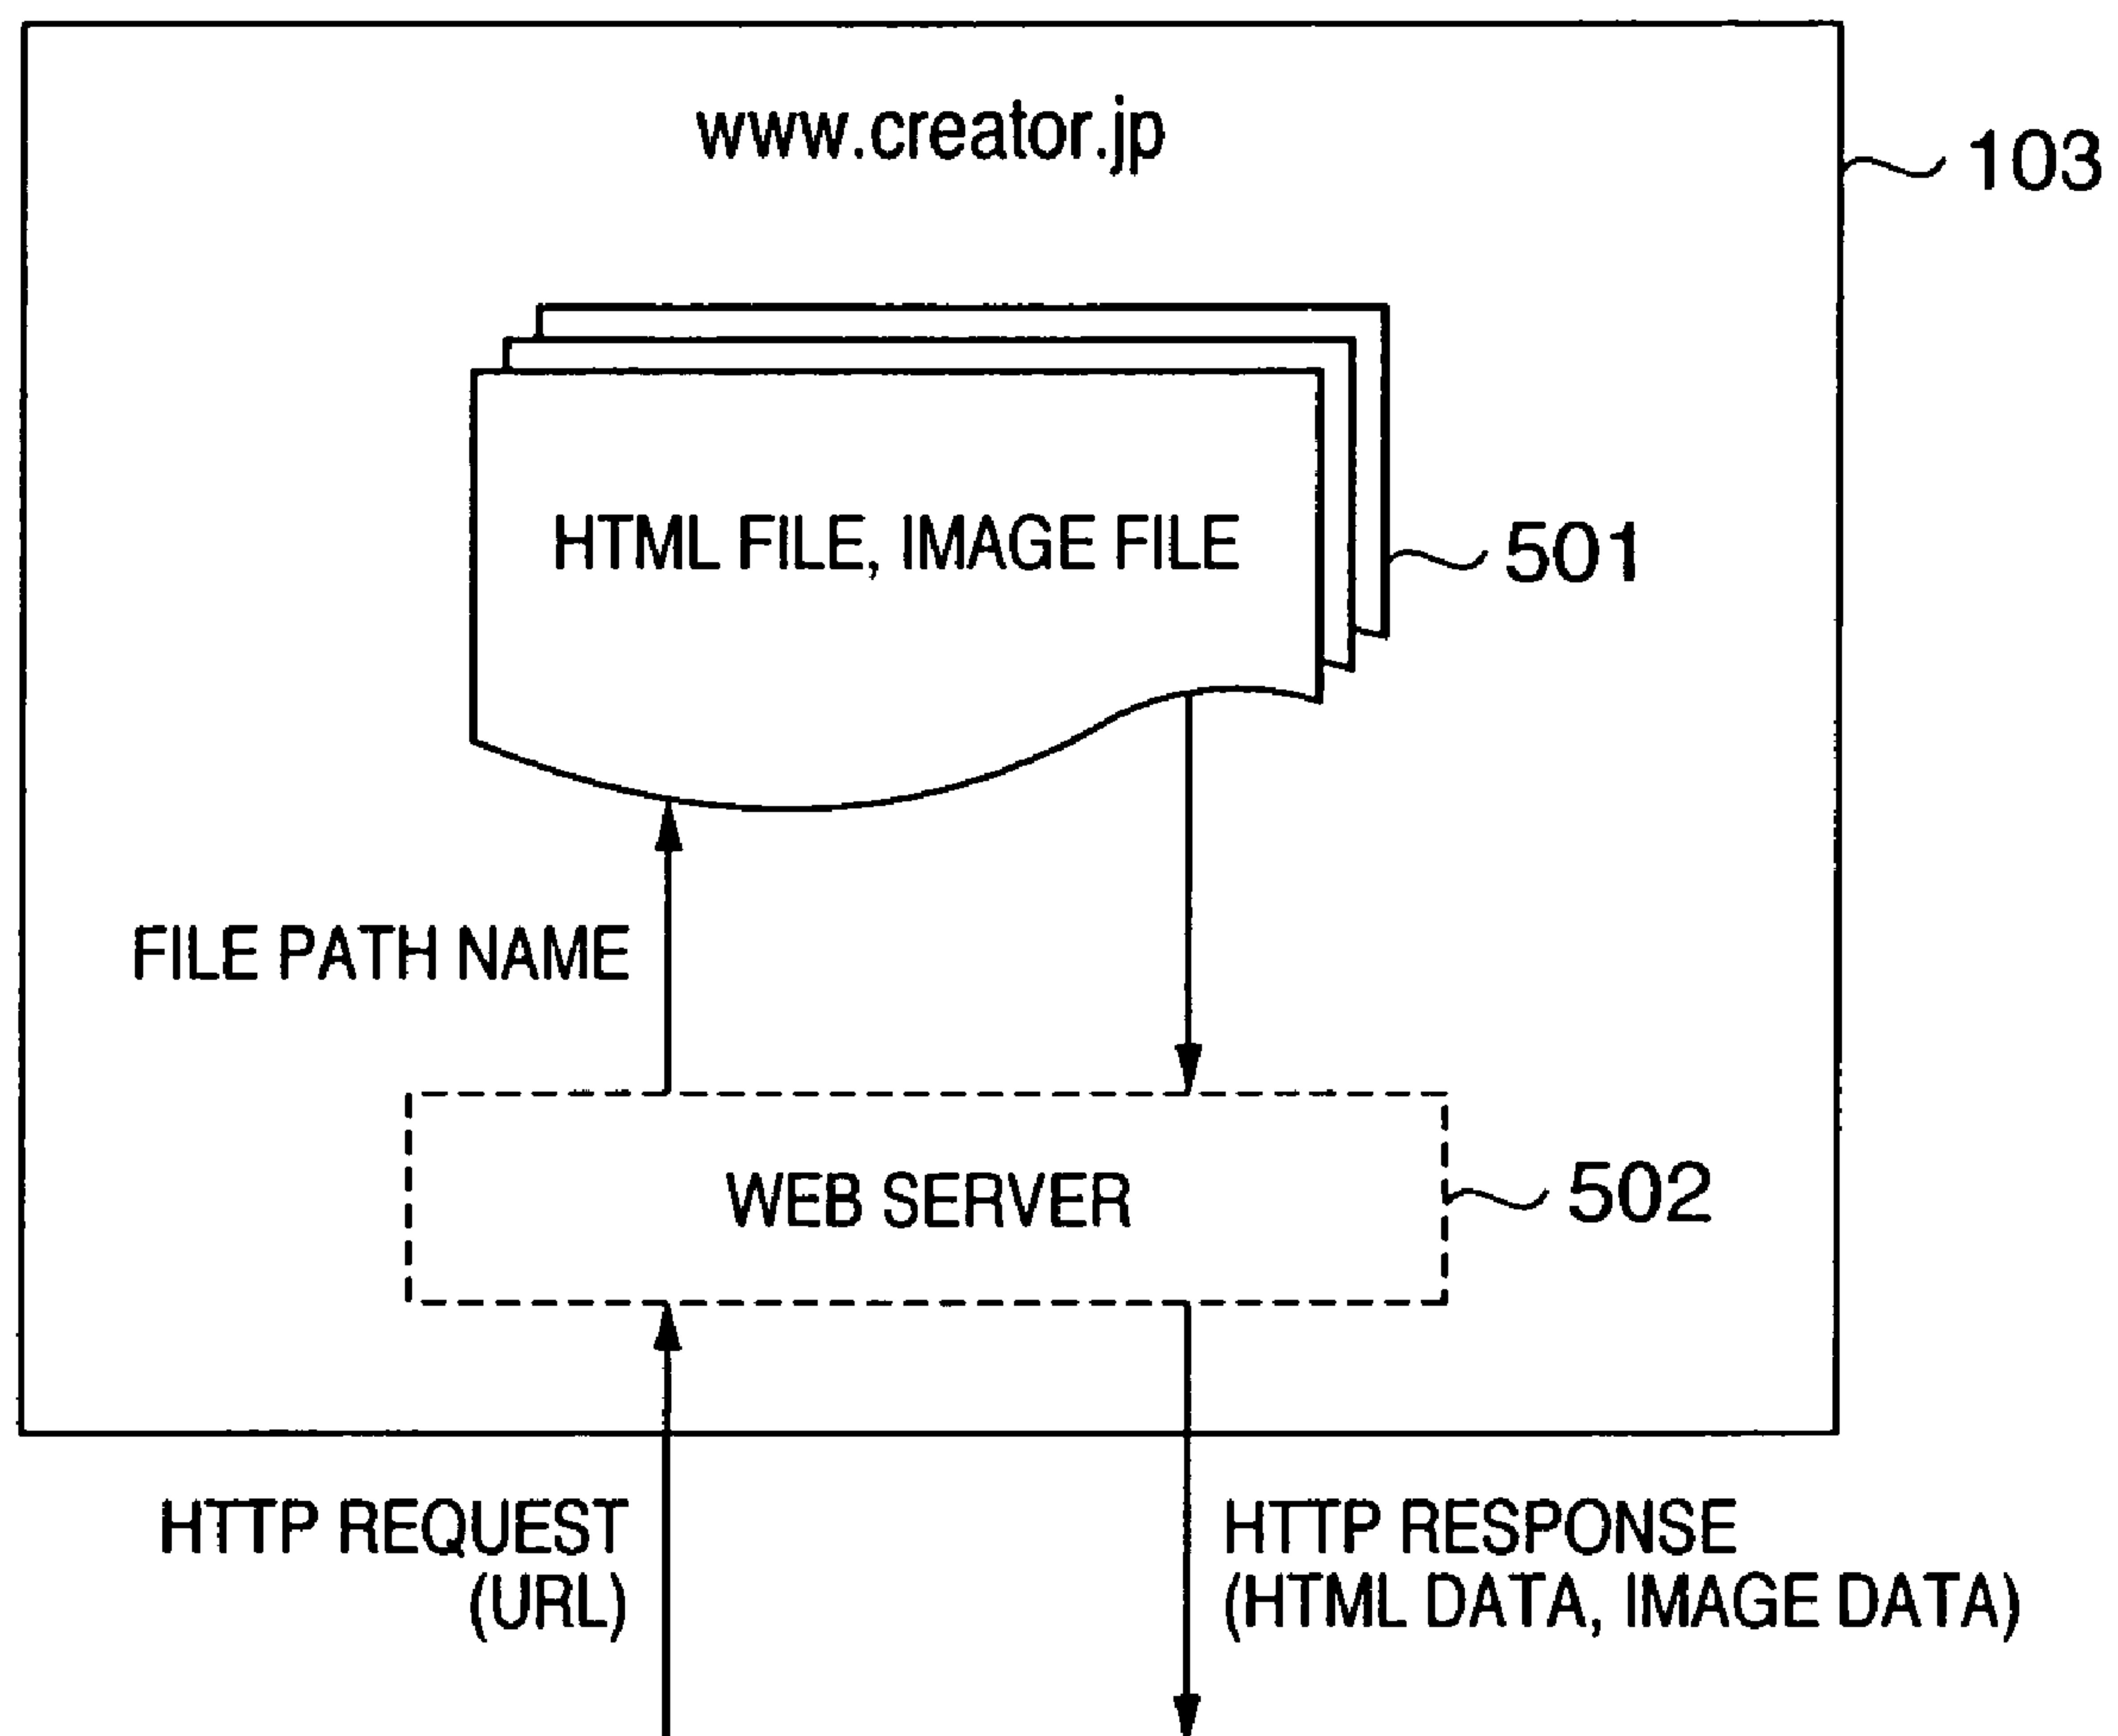 www.creator.jp
103
HTML FILE, IMAGE FILE
501
FILE PATH NAME
WEB SERVER
502
HTTP REQUEST
(URL)
HTTP RESPONSE
(HTML DATA, IMAGE DATA)